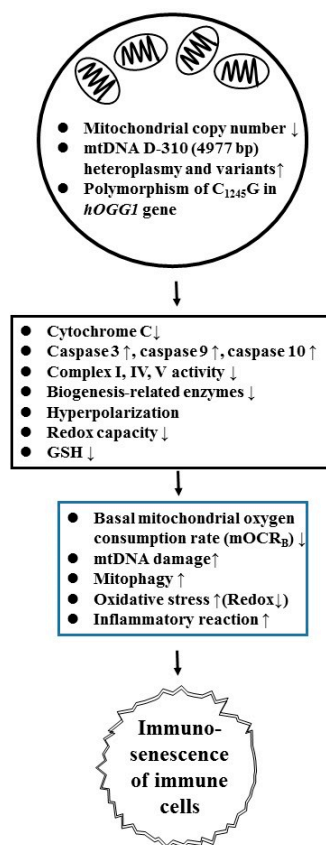 ● Mitochondrial copy number ↓
● mtDNA D-310 (4977 bp)
heteroplasmy and variants↑
● Polymorphism of C₁₂₄₅G in
hOGG1 gene
● Cytochrome C↓
● Caspase 3 ↑, caspase 9 ↑, caspase 10 ↑
● Complex I, IV, V activity ↓
● Biogenesis-related enzymes ↓
● Hyperpolarization
● Redox capacity ↓
● GSH ↓
● Basal mitochondrial oxygen
consumption rate (mOCR_B) ↓
● mtDNA damage↑
● Mitophagy ↑
● Oxidative stress ↑(Redox↓)
● Inflammatory reaction ↑
Immuno-
senescence
of immune
cells